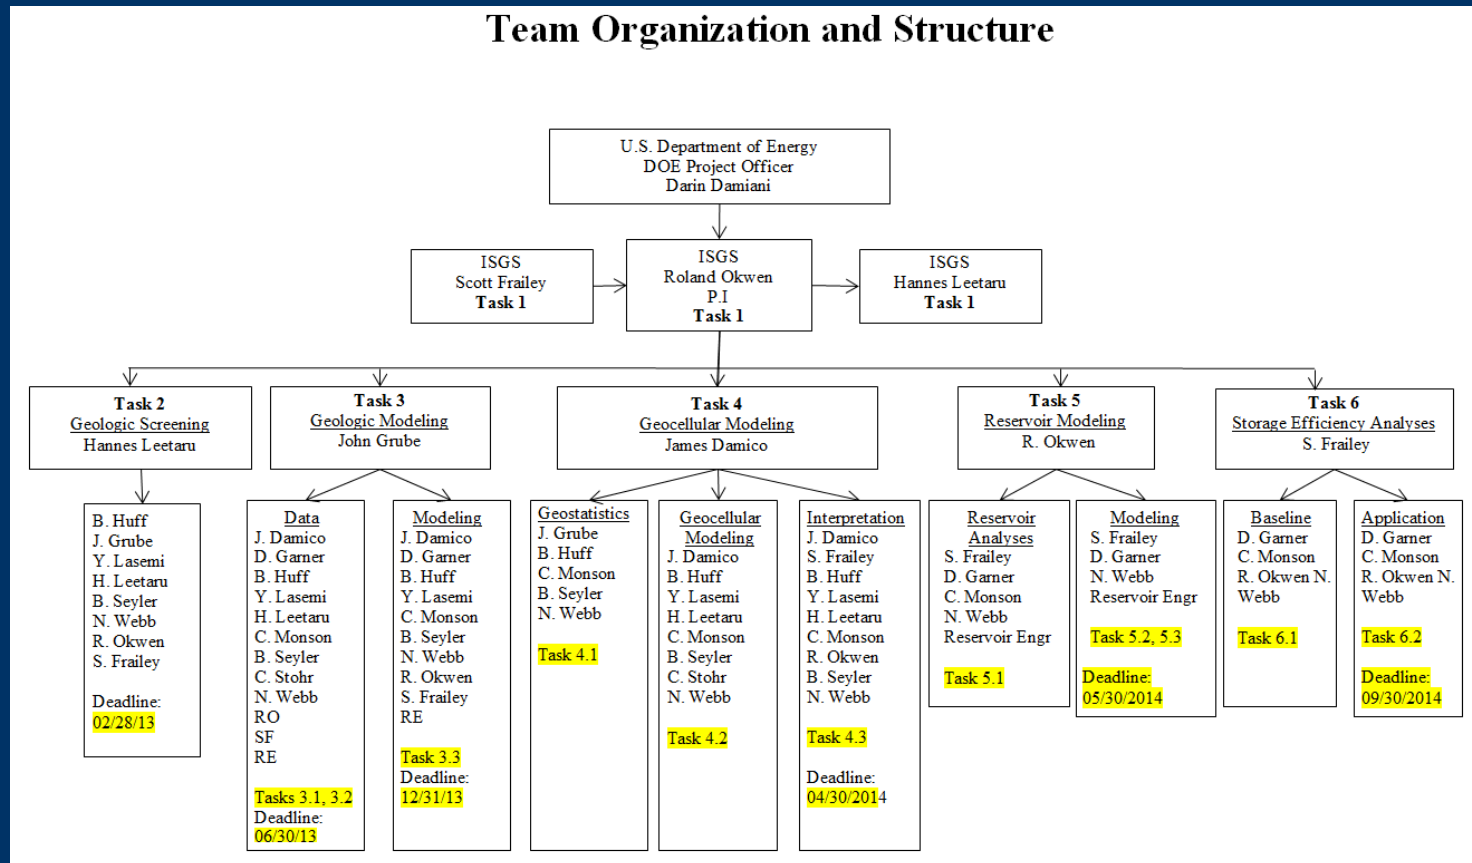 Team Organization and Structure
U.S. Department of Energy
DOE Project Officer
Darin Damiani
ISGS
Scott Frailey
Task 1
ISGS
Roland Okwen
P.I
Task 1
ISGS
Hannes Leetaru
Task 1
Task 2
Geologic Screening
Hannes Leetaru
Task 3
Geologic Modeling
John Grube
Task 4
Geocellular Modeling
James Damico
Task 5
Reservoir Modeling
R. Okwen
Task 6
Storage Efficiency Analyses
S. Frailey
B. Huff
J. Grube
Y. Lasemi
H. Leetaru
B. Seyler
N. Webb
R. Okwen
S. Frailey
Deadline:
02/28/13
Data
J. Damico
D. Garner
B. Huff
Y. Lasemi
H. Leetaru
C. Monson
B. Seyler
C. Stohr
N. Webb
RO
SF
RE
Tasks 3.1, 3.2
Deadline:
06/30/13
Modeling
J. Damico
D. Garner
B. Huff
Y. Lasemi
C. Monson
B. Seyler
N. Webb
R. Okwen
S. Frailey
RE
Task 3.3
Deadline:
12/31/13
Geostatistics
J. Grube
B. Huff
C. Monson
B. Seyler
N. Webb
Task 4.1
Geocellular
Modeling
J. Damico
B. Huff
Y. Lasemi
H. Leetaru
C. Monson
B. Seyler
C. Stohr
N. Webb
Task 4.2
Interpretation
J. Damico
S. Frailey
B. Huff
Y. Lasemi
H. Leetaru
C. Monson
R. Okwen
B. Seyler
N. Webb
Task 4.3
Deadline:
04/30/2014
Reservoir
Analyses
S. Frailey
D. Garner
C. Monson
N. Webb
Reservoir Engr
Task 5.1
Modeling
S. Frailey
D. Garner
N. Webb
Reservoir Engr
Task 5.2, 5.3
Deadline:
05/30/2014
Baseline
D. Garner
C. Monson
R. Okwen N.
Webb
Task 6.1
Application
D. Garner
C. Monson
R. Okwen N.
Webb
Task 6.2
Deadline:
09/30/2014